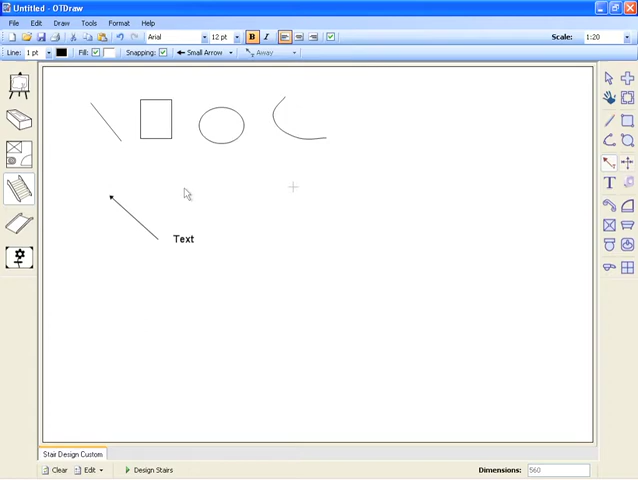 Untitled - OTDraw
File Edit Draw Tools Format Help
Arial 12 pt B I Scale: 1:20
Line: 1 pt Fill: Snapping: Small Arrow Away
T
Text
Stair Design Custom
Clear Edit Design Stairs Dimensions: 560